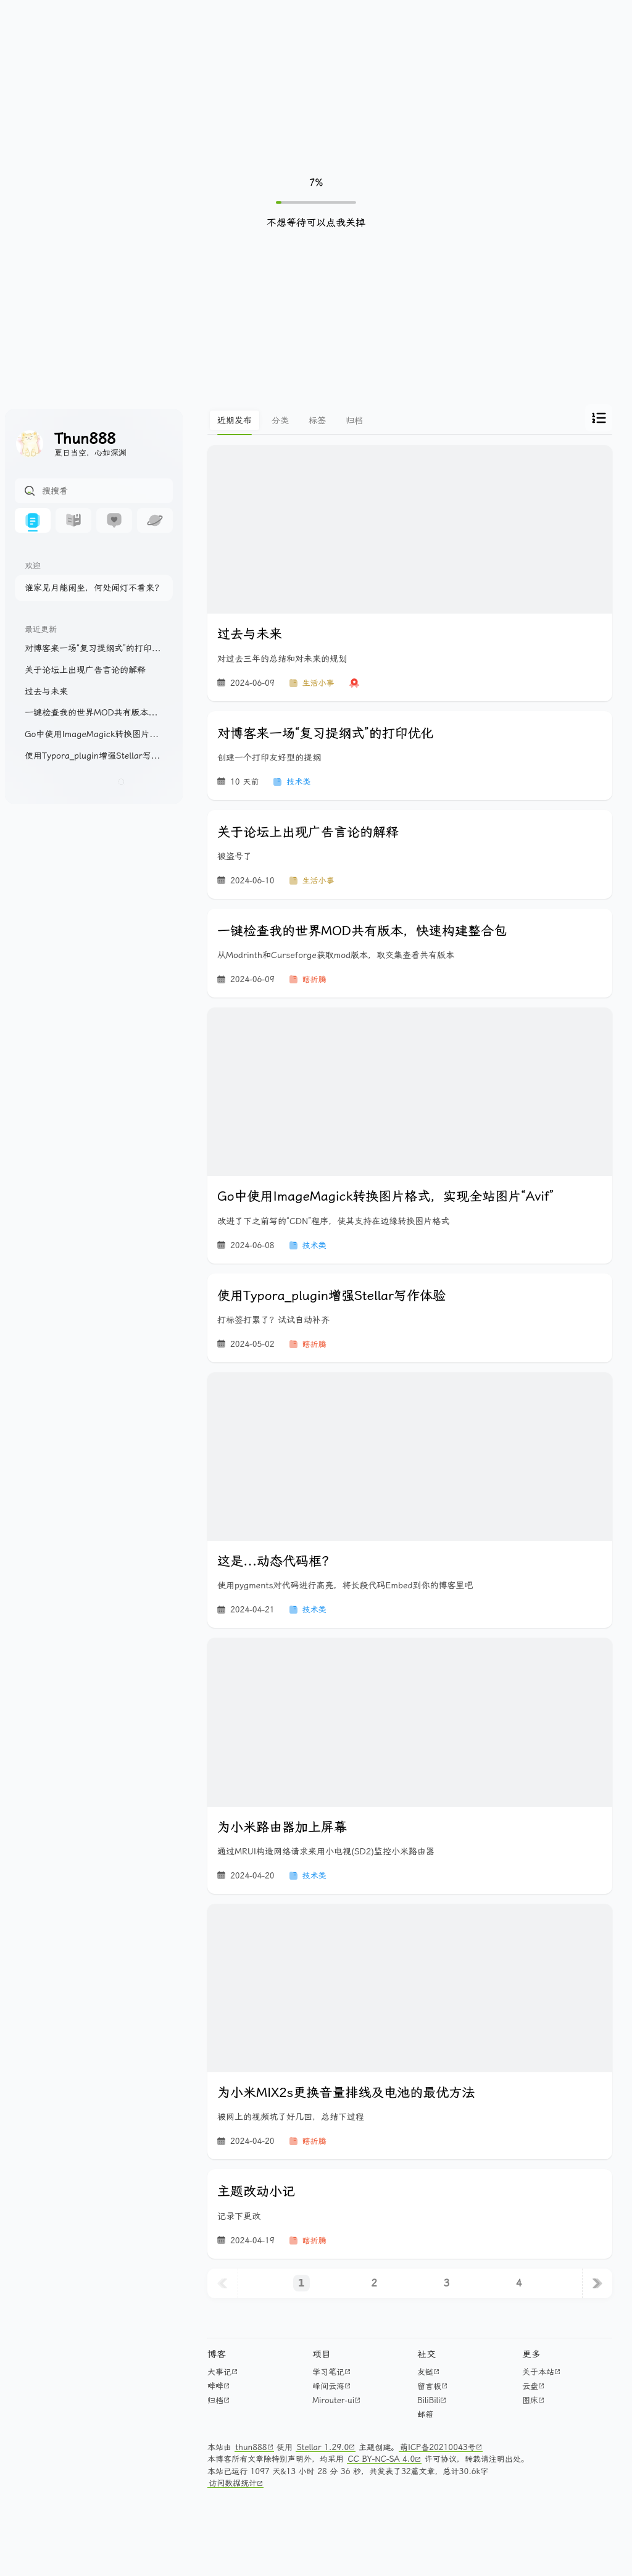 7%
不想等待可以点我关掉
Thun888
夏日当空，心如深渊
搜搜看
欢迎
谁家见月能闲坐，何处闻灯不看来？
最近更新
对博客来一场“复习提纲式”的打印...
关于论坛上出现广告言论的解释
过去与未来
一键检查我的世界MOD共有版本...
Go中使用ImageMagick转换图片...
使用Typora_plugin增强Stellar写...
近期发布 分类 标签 归档
过去与未来
对过去三年的总结和对未来的规划
2024-06-09 生活小事
对博客来一场“复习提纲式”的打印优化
创建一个打印友好型的提纲
10 天前 技术类
关于论坛上出现广告言论的解释
被盗号了
2024-06-10 生活小事
一键检查我的世界MOD共有版本，快速构建整合包
从Modrinth和Curseforge获取mod版本，取交集查看共有版本
2024-06-09 瞎折腾
Go中使用ImageMagick转换图片格式，实现全站图片“Avif”
改进了下之前写的“CDN”程序，使其支持在边缘转换图片格式
2024-06-08 技术类
使用Typora_plugin增强Stellar写作体验
打标签打累了？试试自动补齐
2024-05-02 瞎折腾
这是...动态代码框？
使用pygments对代码进行高亮，将长段代码Embed到你的博客里吧
2024-04-21 技术类
为小米路由器加上屏幕
通过MRUI构造网络请求来用小电视(SD2)监控小米路由器
2024-04-20 技术类
为小米MIX2s更换音量排线及电池的最优方法
被网上的视频坑了好几回，总结下过程
2024-04-20 瞎折腾
主题改动小记
记录下更改
2024-04-19 瞎折腾
1 2 3 4
博客 项目 社交 更多
大事记 学习笔记 友链 关于本站
哗哗 峰间云海 留言板 云盘
归档 Mirouter-ui BiliBili 图床
邮箱
本站由 thun888 使用 Stellar 1.29.0 主题创建。萌ICP备20210043号
本博客所有文章除特别声明外，均采用 CC BY-NC-SA 4.0 许可协议，转载请注明出处。
本站已运行 1097 天&13 小时 28 分 36 秒，共发表了32篇文章，总计30.6k字
访问数据统计